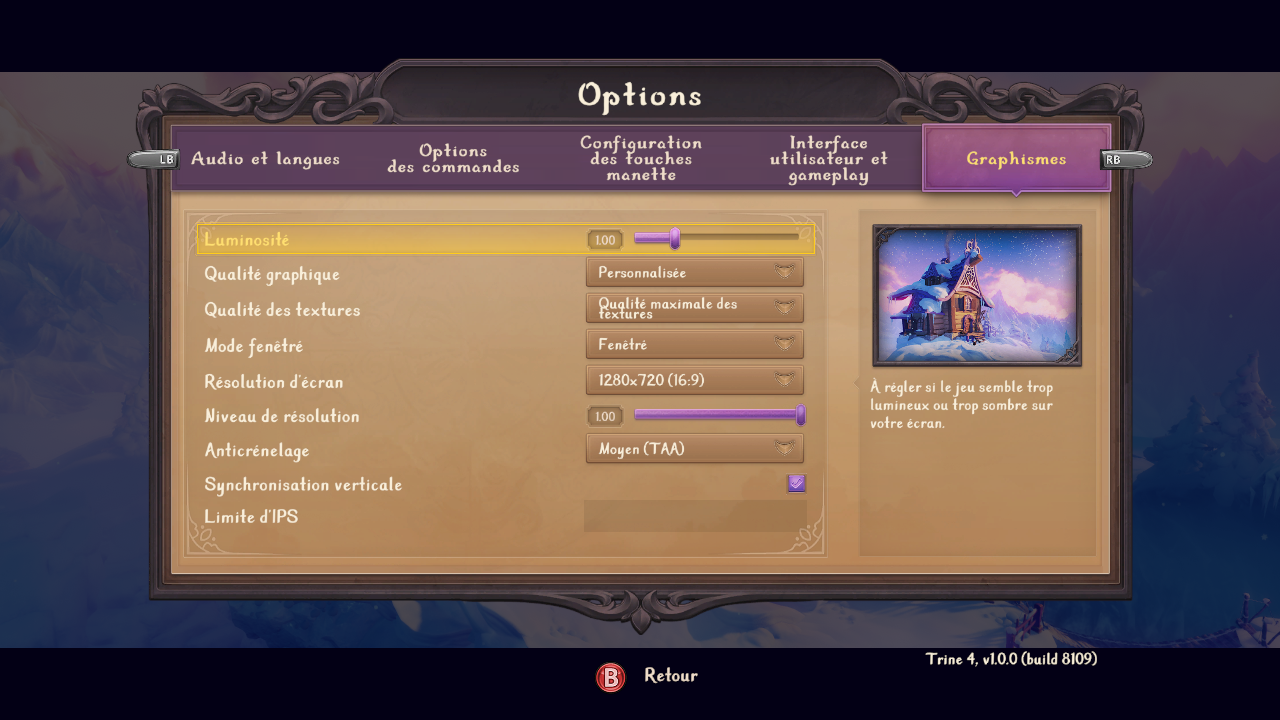 Options
LB
Audio et langues
Options
des commandes
Configuration
des touches
manette
Interface
utilisateur et
gameplay
Graphismes
RB
Luminosité
1.00
Qualité graphique
Personnalisée
Qualité des textures
Qualité maximale des
textures
Mode fenêtré
Fenêtré
Résolution d'écran
1280x720 (16:9)
Niveau de résolution
1.00
Anticrénelage
Moyen (TAA)
Synchronisation verticale
Limite d'IPS
À régler si le jeu semble trop
lumineux ou trop sombre sur
votre écran.
Trine 4, v1.0.0 (build 8109)
B Retour